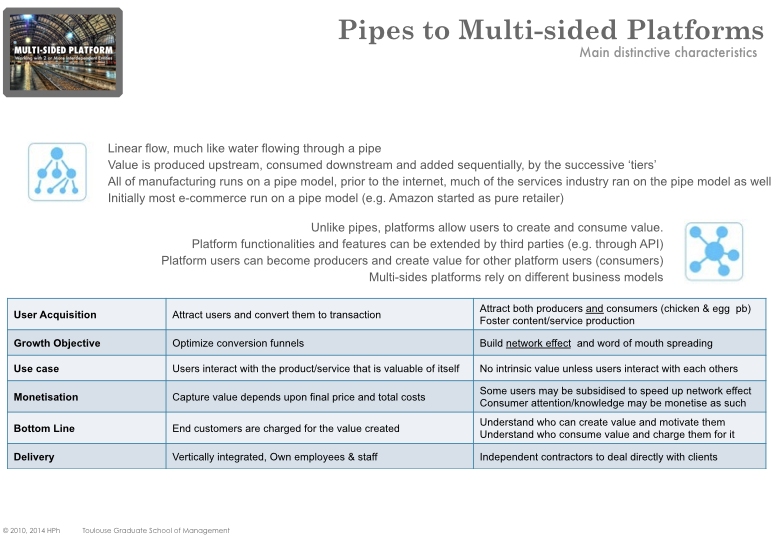 MULTI-SIDED PLATFORM
Working with 2 or More Interdependent Entities
Pipes to Multi-sided Platforms
Main distinctive characteristics
Linear flow, much like water flowing through a pipe
Value is produced upstream, consumed downstream and added sequentially, by the successive ‘tiers’
All of manufacturing runs on a pipe model, prior to the internet, much of the services industry ran on the pipe model as well
Initially most e-commerce run on a pipe model (e.g. Amazon started as pure retailer)
Unlike pipes, platforms allow users to create and consume value.
Platform functionalities and features can be extended by third parties (e.g. through API)
Platform users can become producers and create value for other platform users (consumers)
Multi-sides platforms rely on different business models
User Acquisition
Attract users and convert them to transaction
Attract both producers and consumers (chicken & egg pb)
Foster content/service production
Growth Objective
Optimize conversion funnels
Build network effect and word of mouth spreading
Use case
Users interact with the product/service that is valuable of itself
No intrinsic value unless users interact with each others
Monetisation
Capture value depends upon final price and total costs
Some users may be subsidised to speed up network effect
Consumer attention/knowledge may be monetise as such
Bottom Line
End customers are charged for the value created
Understand who can create value and motivate them
Understand who consume value and charge them for it
Delivery
Vertically integrated, Own employees & staff
Independent contractors to deal directly with clients
© 2010, 2014 HPh Toulouse Graduate School of Management